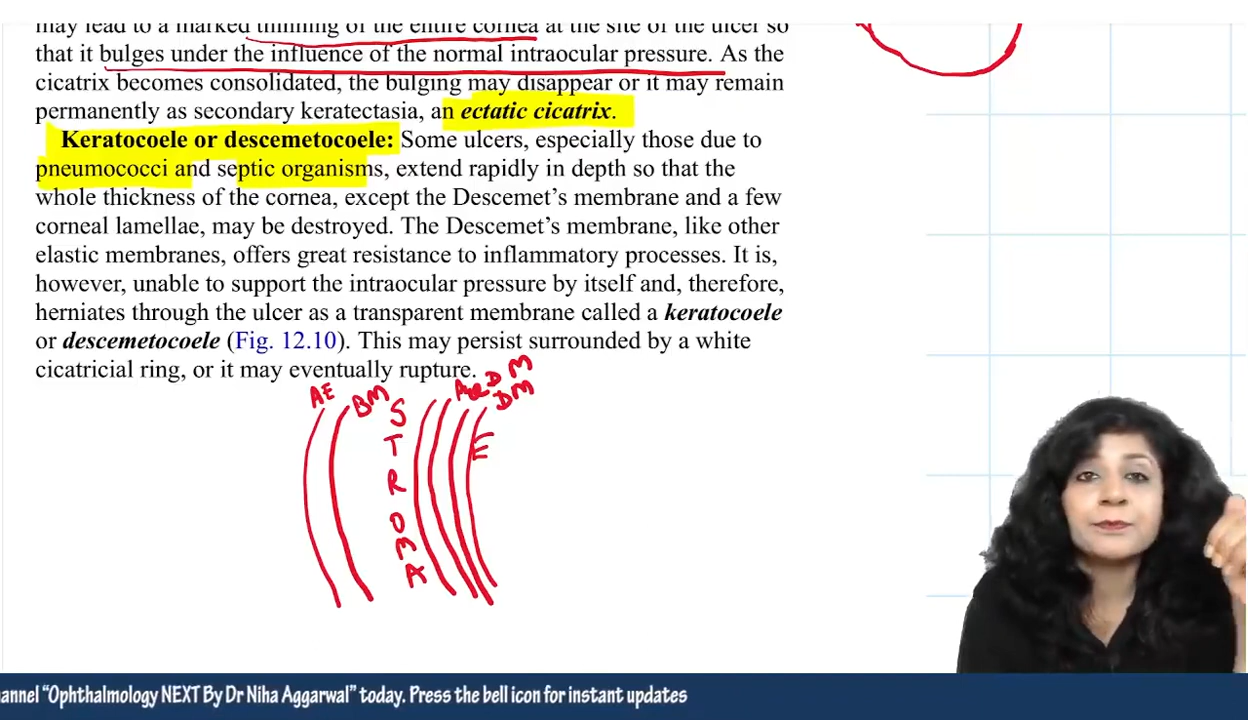 may lead to a marked thinning of the entire cornea at the site of the ulcer so
that it bulges under the influence of the normal intraocular pressure. As the
cicatrix becomes consolidated, the bulging may disappear or it may remain
permanently as secondary keratectasia, an ectatic cicatrix.
Keratocoele or descemetocoele: Some ulcers, especially those due to
pneumococci and septic organisms, extend rapidly in depth so that the
whole thickness of the cornea, except the Descemet's membrane and a few
corneal lamellae, may be destroyed. The Descemet's membrane, like other
elastic membranes, offers great resistance to inflammatory processes. It is,
however, unable to support the intraocular pressure by itself and, therefore,
herniates through the ulcer as a transparent membrane called a keratocoele
or descemetocoele (Fig. 12.10). This may persist surrounded by a white
cicatricial ring, or it may eventually rupture.
AE
BM
STROMA
Pre DM
DM
E
annel “Ophthalmology NEXT By Dr Niha Aggarwal” today. Press the bell icon for instant updates